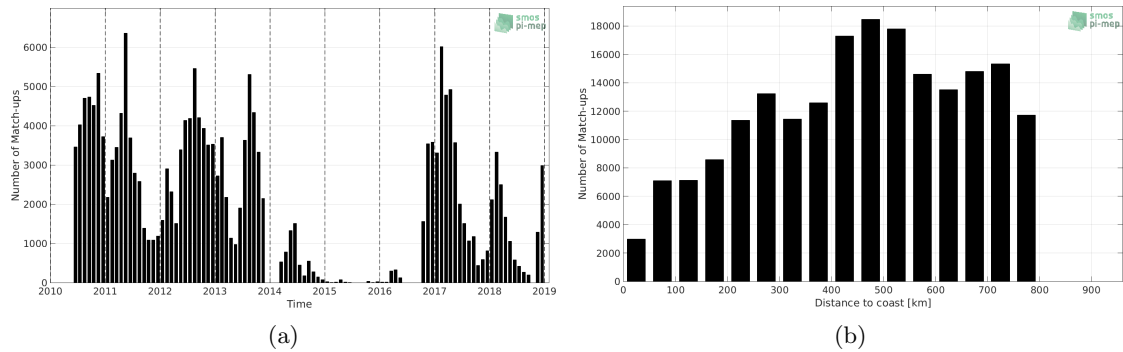 smos
pi-mep
6000
5000
4000
3000
2000
1000
0
Number of Match-ups
2010 2011 2012 2013 2014 2015 2016 2017 2018 2019
Time
(a)
smos
pi-mep
18000
16000
14000
12000
10000
8000
6000
4000
2000
0
Number of Match-ups
0 100 200 300 400 500 600 700 800 900
Distance to coast [km]
(b)